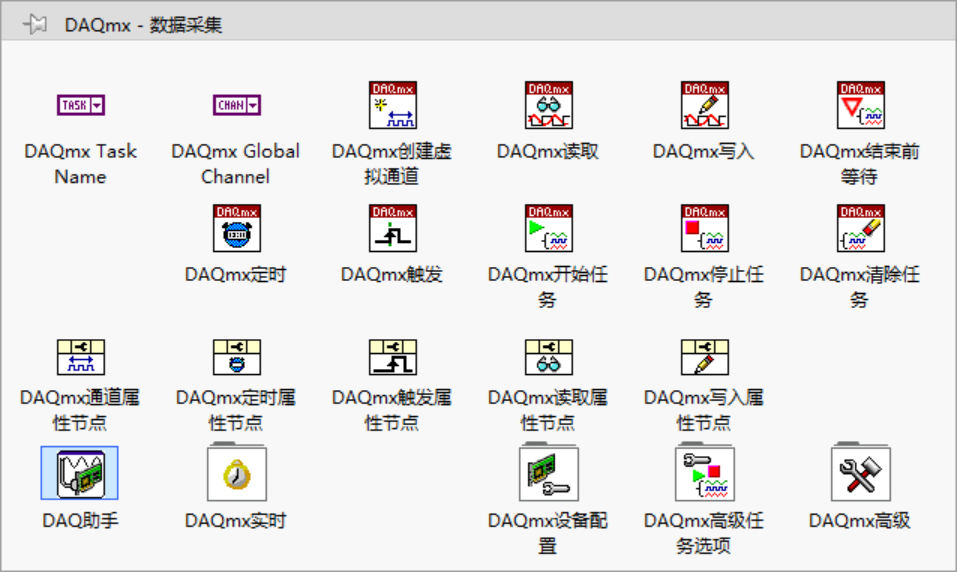 DAQmx - 数据采集
TASK
CHAN
DAQmx
DAQmx
DAQmx
DAQmx
DAQmx Task
Name
DAQmx Global
Channel
DAQmx创建虚
拟通道
DAQmx读取
DAQmx写入
DAQmx结束前
等待
DAQmx
DAQmx
DAQmx
DAQmx
DAQmx
DAQmx定时
DAQmx触发
DAQmx开始任
务
DAQmx停止任
务
DAQmx清除任
务
DAQmx通道属
性节点
DAQmx定时属
性节点
DAQmx触发属
性节点
DAQmx读取属
性节点
DAQmx写入属
性节点
DAQ助手
DAQmx实时
DAQmx设备配
置
DAQmx高级任
务选项
DAQmx高级